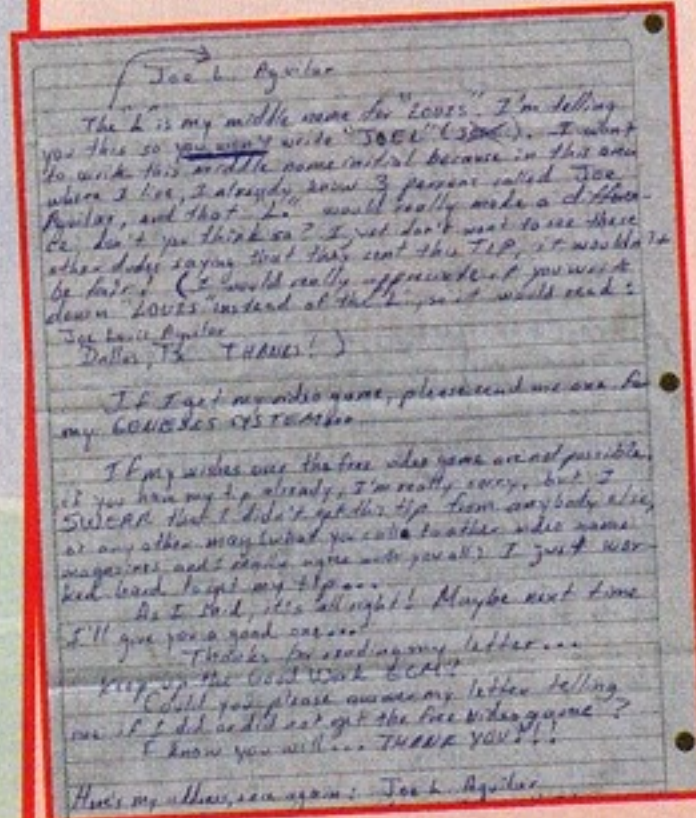 Joe L. Aguilar
The "L" is my middle name for "LOUIS". I'm telling
you this so you won't write "JOEL" (). I want
to write this middle name initial because in this area
where I live, I already know 3 persons called Joe
Aguilar, and that "L." would really made a differen-
ce, don't you think so? I just don't want to see these
other dudes saying that they sent this TIP, it wouldn't
be fair! (I would really appreciate if you write
down "LOUIS" instead of the L, so it would read:
Joe Louis Aguilar
Dallas, TX. THANKS!)
If I get my video game, please send me one for
my GENESIS SYSTEM...
If my wishes over the free video game are not possible,
if you have my tip already, I'm really sorry, but I
SWEAR that I didn't get this tip from anybody else,
or any other mag (what you call to other video game
magazines and I agree with you all) I just wor-
ked hard to get my tip...
As I said, it's all right! Maybe next time
I'll give you a good one...
Thanks for reading my letter...
Keep up the Good Work EGM!
Could you please answer my letter telling
me if I did or did not get the free video game?
I know you will... THANK YOU!!!
Here's my address, once again: Joe L. Aguilar